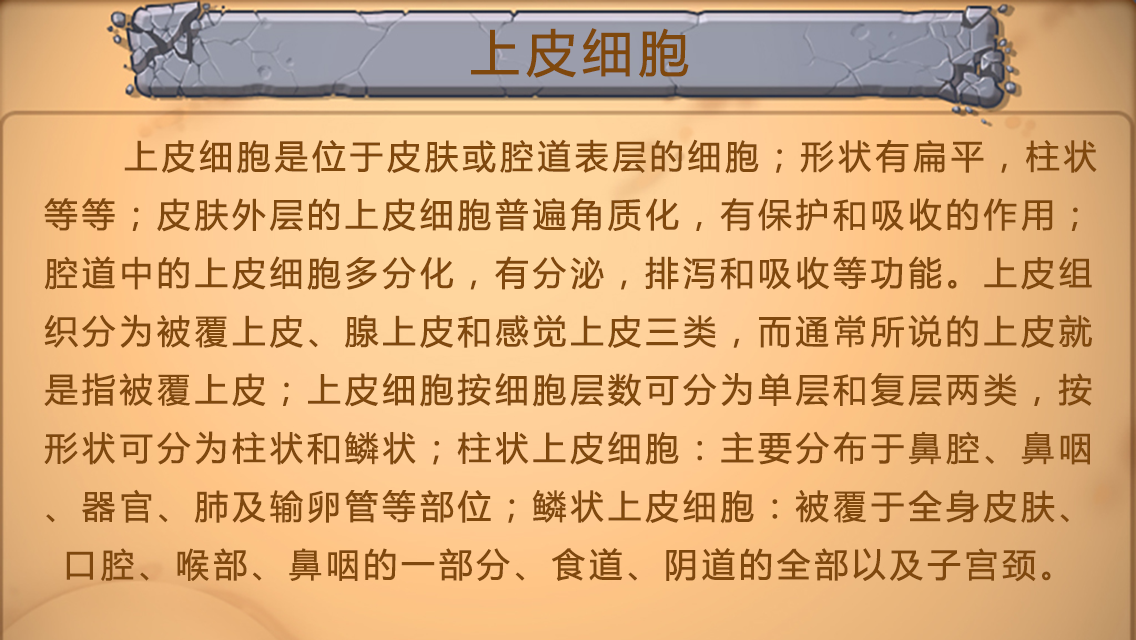 上皮细胞
上皮细胞是位于皮肤或腔道表层的细胞；形状有扁平，柱状
等等；皮肤外层的上皮细胞普遍角质化，有保护和吸收的作用；
腔道中的上皮细胞多分化，有分泌，排泻和吸收等功能。上皮组
织分为被覆上皮、腺上皮和感觉上皮三类，而通常所说的上皮就
是指被覆上皮；上皮细胞按细胞层数可分为单层和复层两类，按
形状可分为柱状和鳞状；柱状上皮细胞：主要分布于鼻腔、鼻咽
、器官、肺及输卵管等部位；鳞状上皮细胞：被覆于全身皮肤、
口腔、喉部、鼻咽的一部分、食道、阴道的全部以及子宫颈。